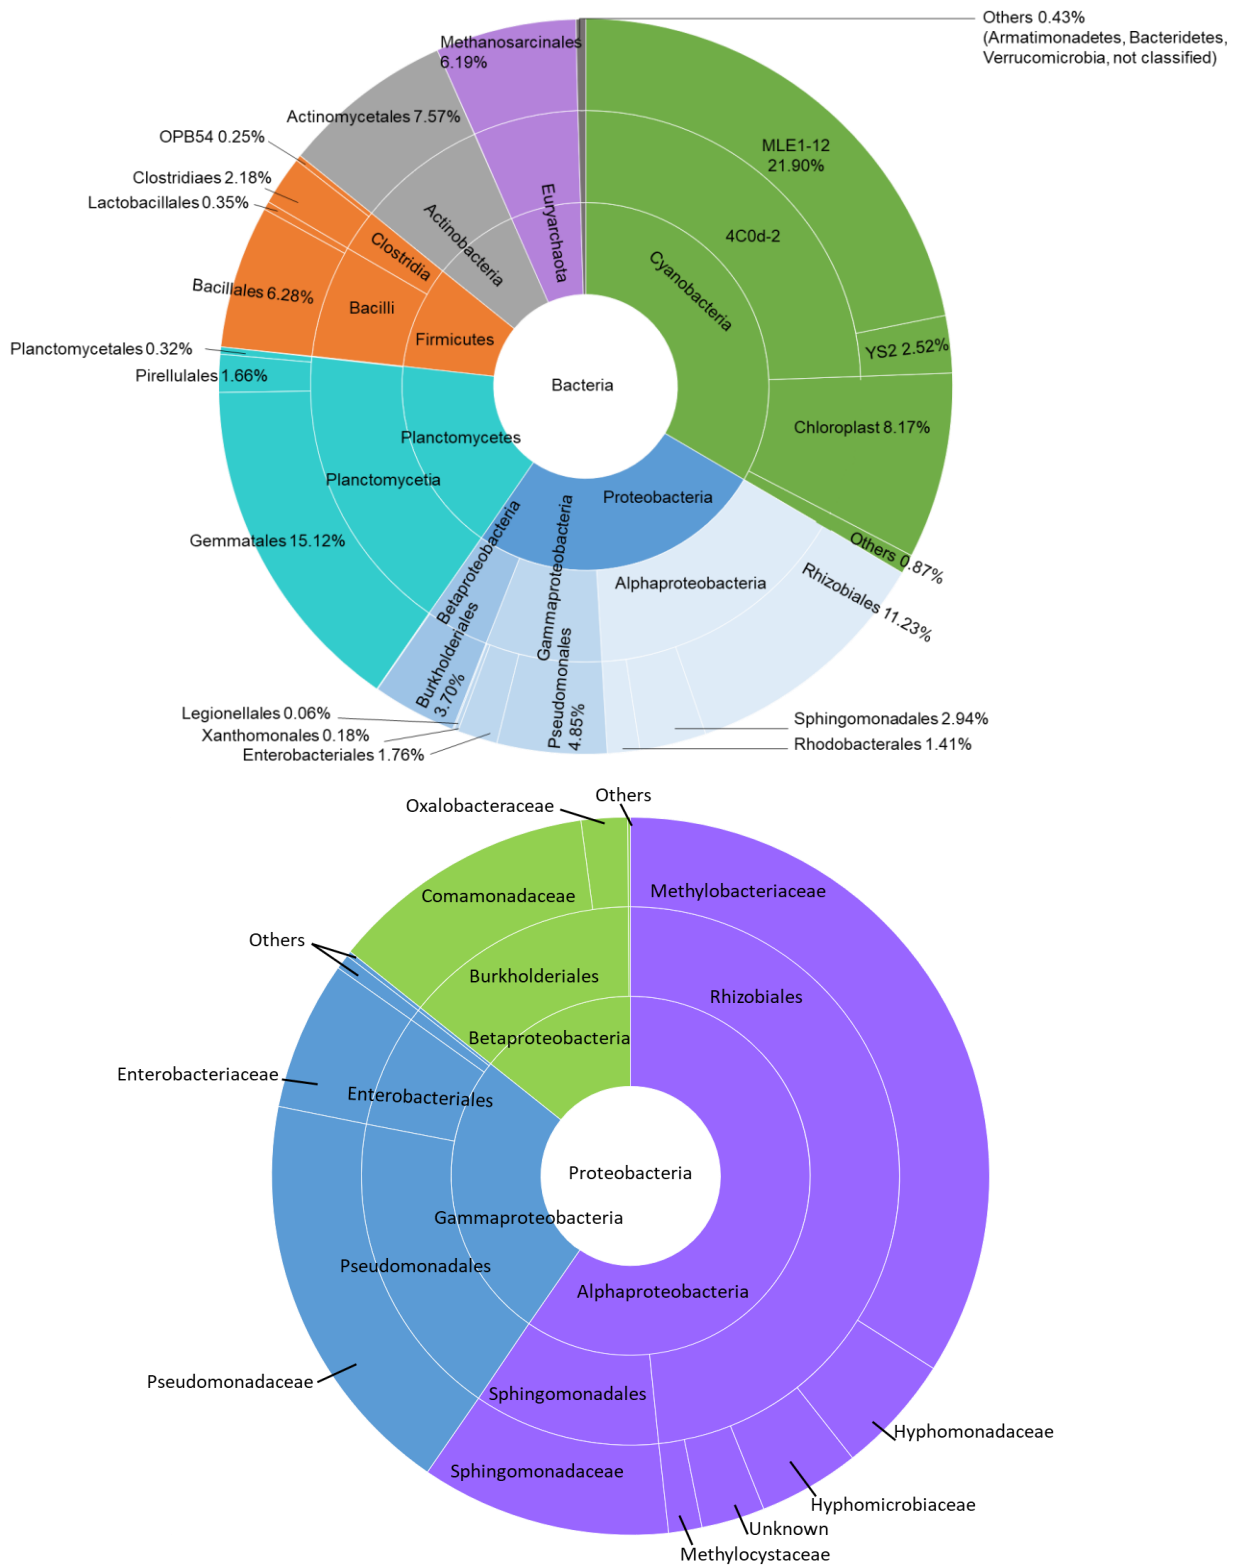 Others 0.43%
(Armatimonadetes, Bacteridetes,
Verrucomicrobia, not classified)
Methanosarcinales
6.19%
Actinomycetales 7.57%
OPB54 0.25%
Clostridiaes 2.18%
Lactobacillales 0.35%
Bacillales 6.28%
Planctomycetales 0.32%
Pirellulales 1.66%
Gemmatales 15.12%
MLE1-12
21.90%
4C0d-2
YS2 2.52%
Chloroplast 8.17%
Others 0.87%
Cyanobacteria
Euryarchaota
Actinobacteria
Clostridia
Bacilli
Firmicutes
Bacteria
Planctomycetes
Planctomycetia
Proteobacteria
Betaproteobacteria
Gammaproteobacteria
Alphaproteobacteria
Rhizobiales 11.23%
Burkholderiales
3.70%
Pseudomonales
4.85%
Legionellales 0.06%
Xanthomonales 0.18%
Enterobacteriales 1.76%
Sphingomonadales 2.94%
Rhodobacterales 1.41%
Others
Oxalobacteraceae
Comamonadaceae
Methylobacteriaceae
Others
Burkholderiales
Rhizobiales
Betaproteobacteria
Enterobacteriaceae
Enterobacteriales
Proteobacteria
Gammaproteobacteria
Pseudomonadales
Alphaproteobacteria
Pseudomonadaceae
Sphingomonadales
Sphingomonadaceae
Hyphomonadaceae
Hyphomicrobiaceae
Unknown
Methylocystaceae